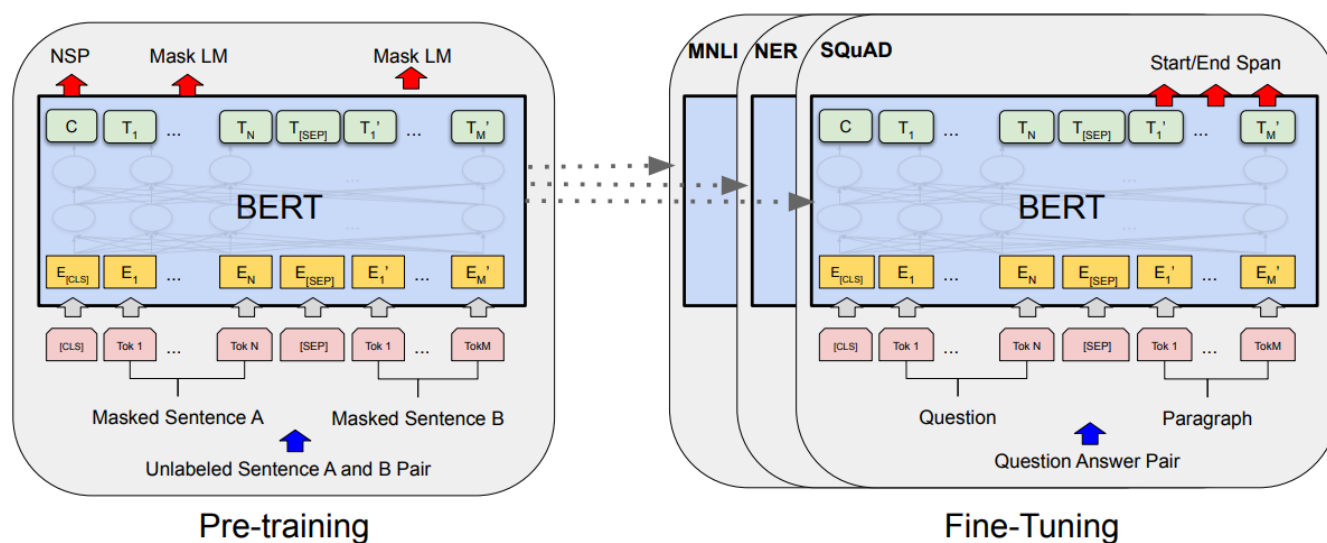 NSP Mask LM Mask LM
C T1 ... TN T[SEP] T1’ ... TM’
BERT
E[CLS] E1 ... EN E[SEP] E1’ ... EM’
[CLS] Tok 1 ... Tok N [SEP] Tok 1 ... TokM
Masked Sentence A Masked Sentence B
Unlabeled Sentence A and B Pair
Pre-training
MNLI NER SQuAD
Start/End Span
C T1 ... TN T[SEP] T1’ ... TM’
BERT
E[CLS] E1 ... EN E[SEP] E1’ ... EM’
[CLS] Tok 1 ... Tok N [SEP] Tok 1 ... TokM
Question Paragraph
Question Answer Pair
Fine-Tuning